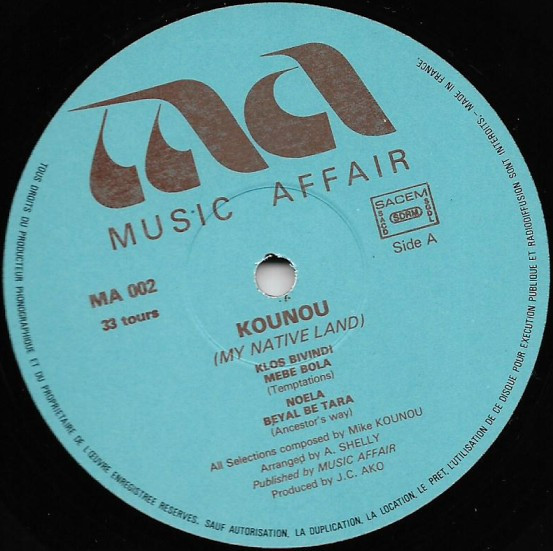 ma
MUSIC AFFAIR
MA 002
33 tours
SACEM
SACD
SDRM
SGDL
Side A
KOUNOU
(MY NATIVE LAND)
KLOS BIVINDI
MEBE BOLA
(Temptations)
NOELA
BEYAL BE TARA
(Ancestor's way)
All Selections composed by Mike KOUNOU
Arranged by A. SHELLY
Published by MUSIC AFFAIR
Produced by J.C. AKO
TOUS DROITS DU PRODUCTEUR PHONOGRAPHIQUE ET DU PROPRIETAIRE DE L'ŒUVRE ENREGISTREE RESERVES, SAUF AUTORISATION, LA DUPLICATION, LA LOCATION, LE PRET, L'UTILISATION DE CE DISQUE POUR EXECUTION PUBLIQUE ET RADIODIFFUSION SONT INTERDITS. - MADE IN FRANCE.